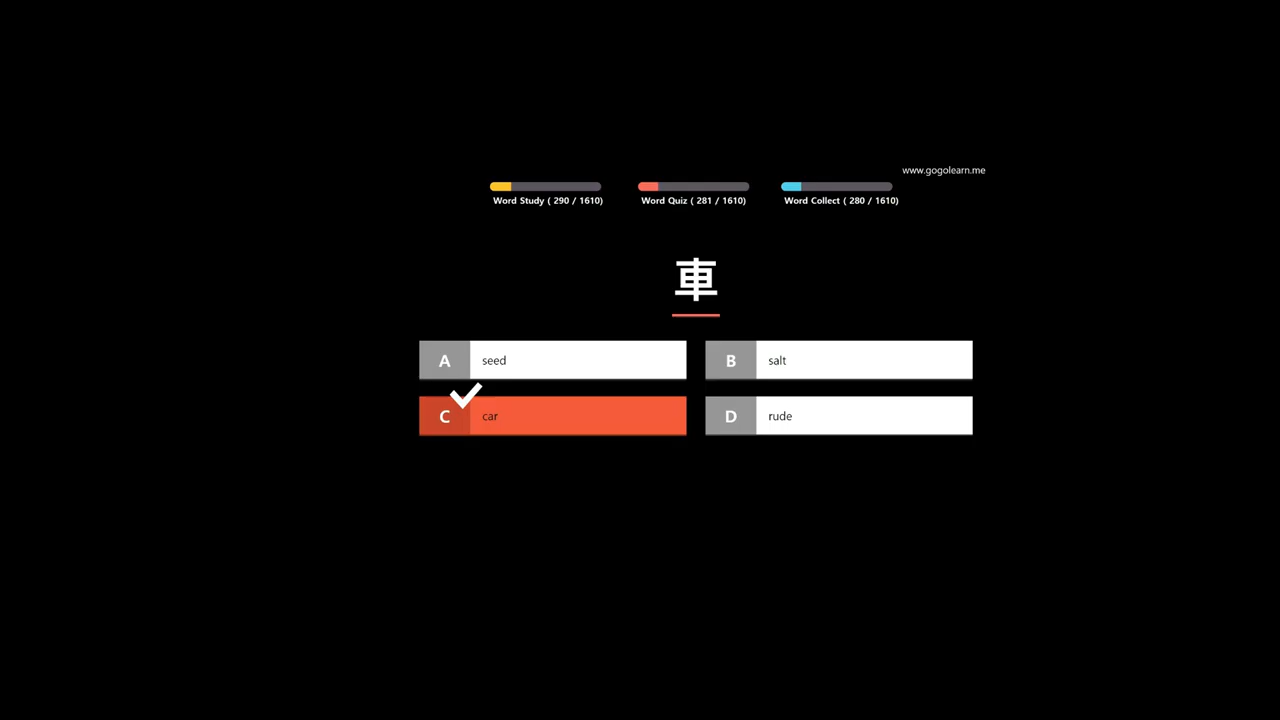 www.gogolearn.me
Word Study ( 290 / 1610) Word Quiz ( 281 / 1610) Word Collect ( 280 / 1610)
車
A seed
B salt
C car
D rude